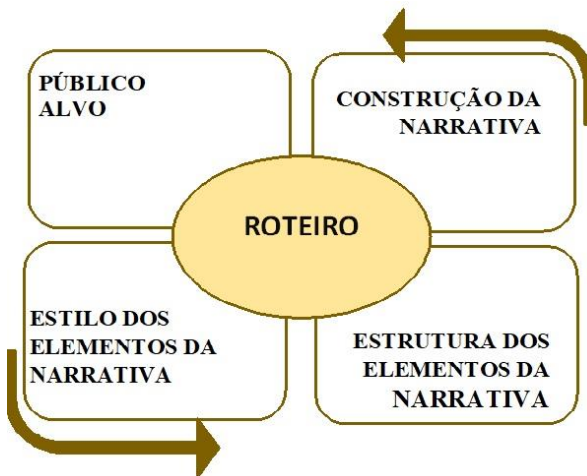 PÚBLICO
ALVO
CONSTRUÇÃO DA
NARRATIVA
ROTEIRO
ESTILO DOS
ELEMENTOS DA
NARRATIVA
ESTRUTURA DOS
ELEMENTOS DA
NARRATIVA